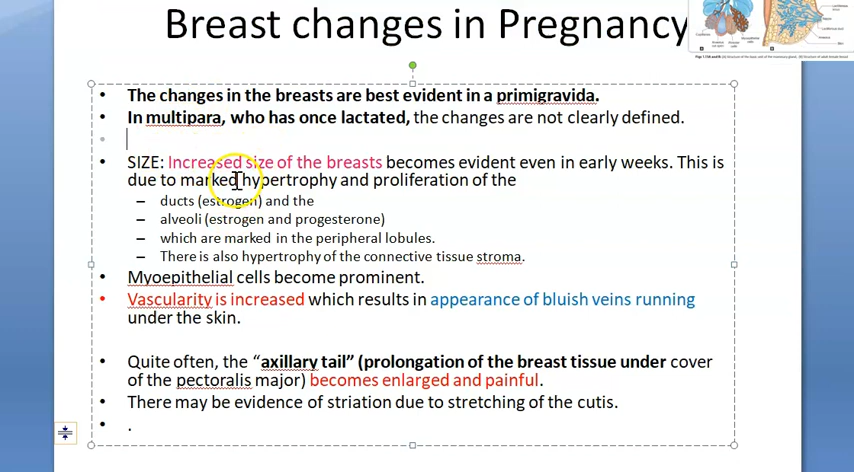 Breast changes in Pregnancy
• The changes in the breasts are best evident in a primigravida.
• In multipara, who has once lactated, the changes are not clearly defined.
•
• SIZE: Increased size of the breasts becomes evident even in early weeks. This is
due to marked hypertrophy and proliferation of the
– ducts (estrogen) and the
– alveoli (estrogen and progesterone)
– which are marked in the peripheral lobules.
– There is also hypertrophy of the connective tissue stroma.
• Myoepithelial cells become prominent.
• Vascularity is increased which results in appearance of bluish veins running
under the skin.
• Quite often, the “axillary tail” (prolongation of the breast tissue under cover
of the pectoralis major) becomes enlarged and painful.
• There may be evidence of striation due to stretching of the cutis.
• .